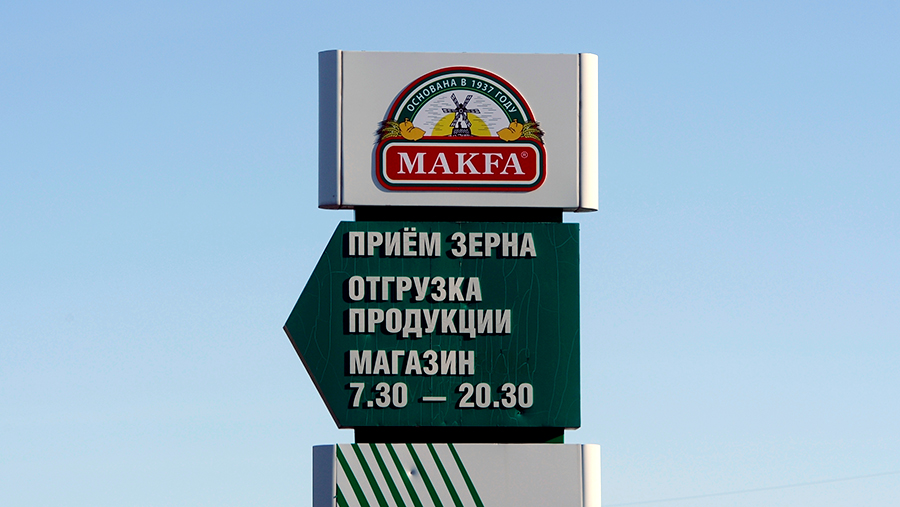 ОСНОВАНА В 1937 ГОДУ
MAKFA®
ПРИЁМ ЗЕРНА
ОТГРУЗКА
ПРОДУКЦИИ
МАГАЗИН
7.30 — 20.30